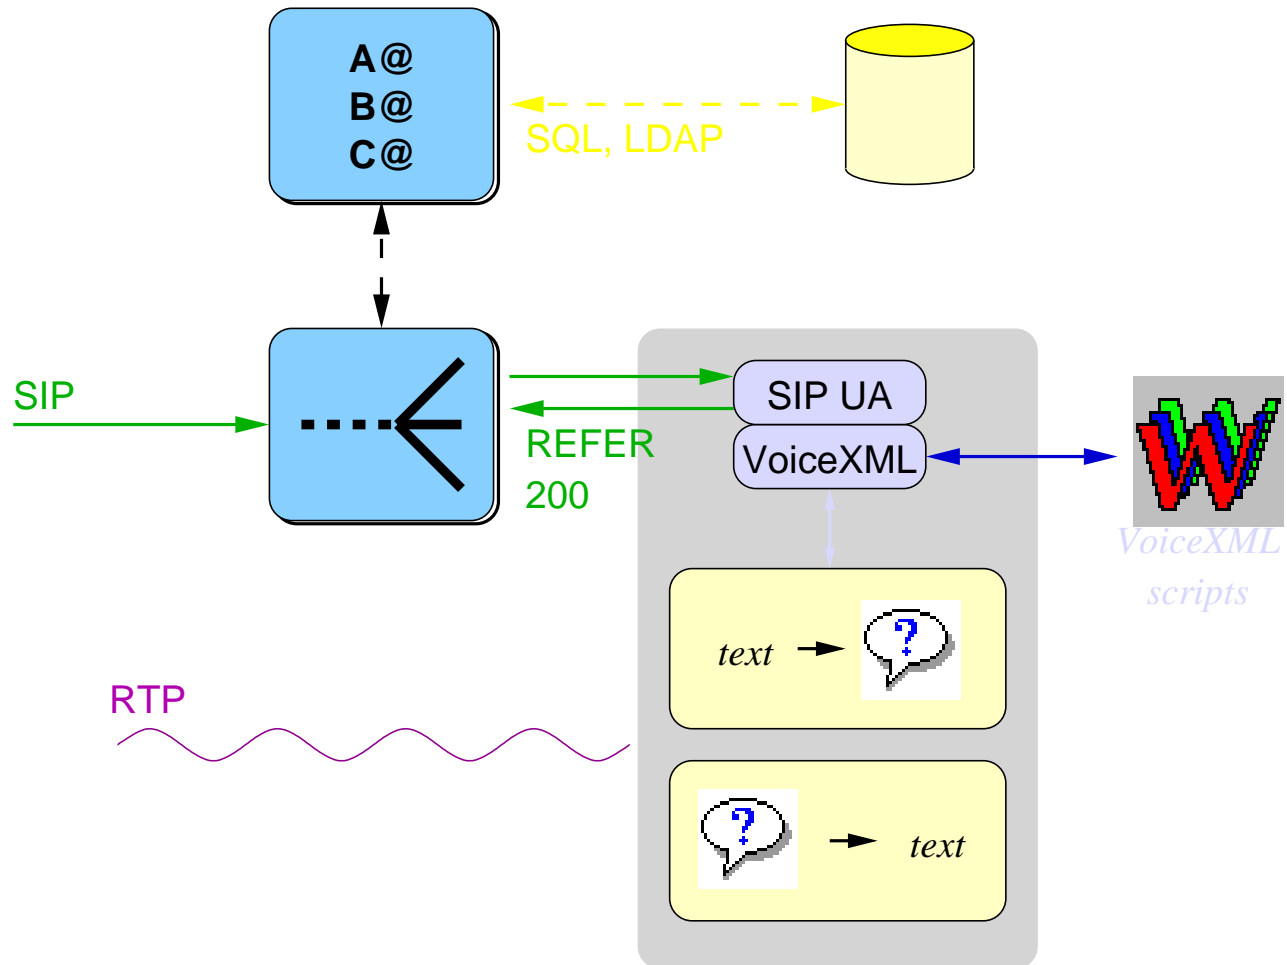 A@
B@
C@
SQL, LDAP
SIP
REFER
200
SIP UA
VoiceXML
VoiceXML
scripts
text
?
RTP
?
text